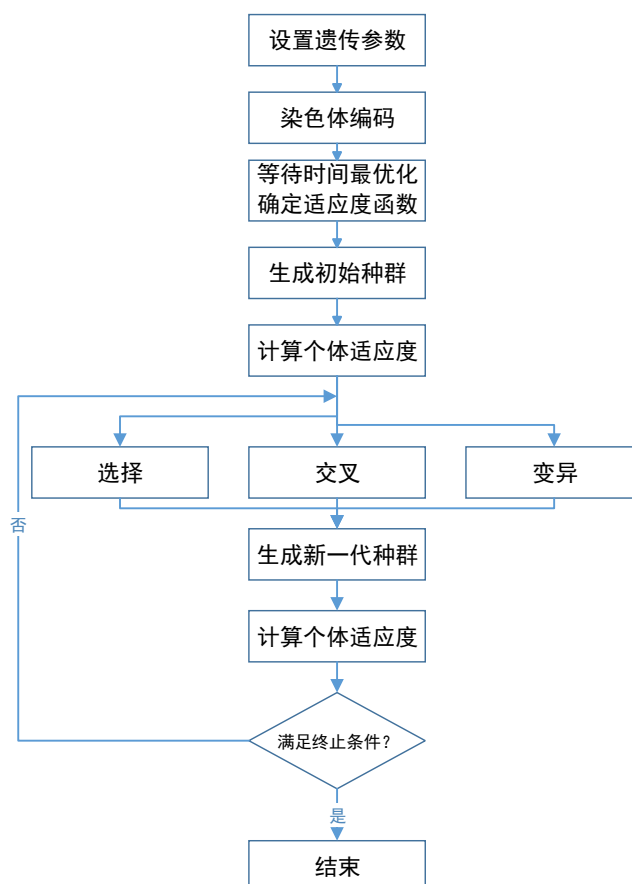 设置遗传参数
染色体编码
等待时间最优化
确定适应度函数
生成初始种群
计算个体适应度
选择
交叉
变异
否
生成新一代种群
计算个体适应度
满足终止条件？
是
结束